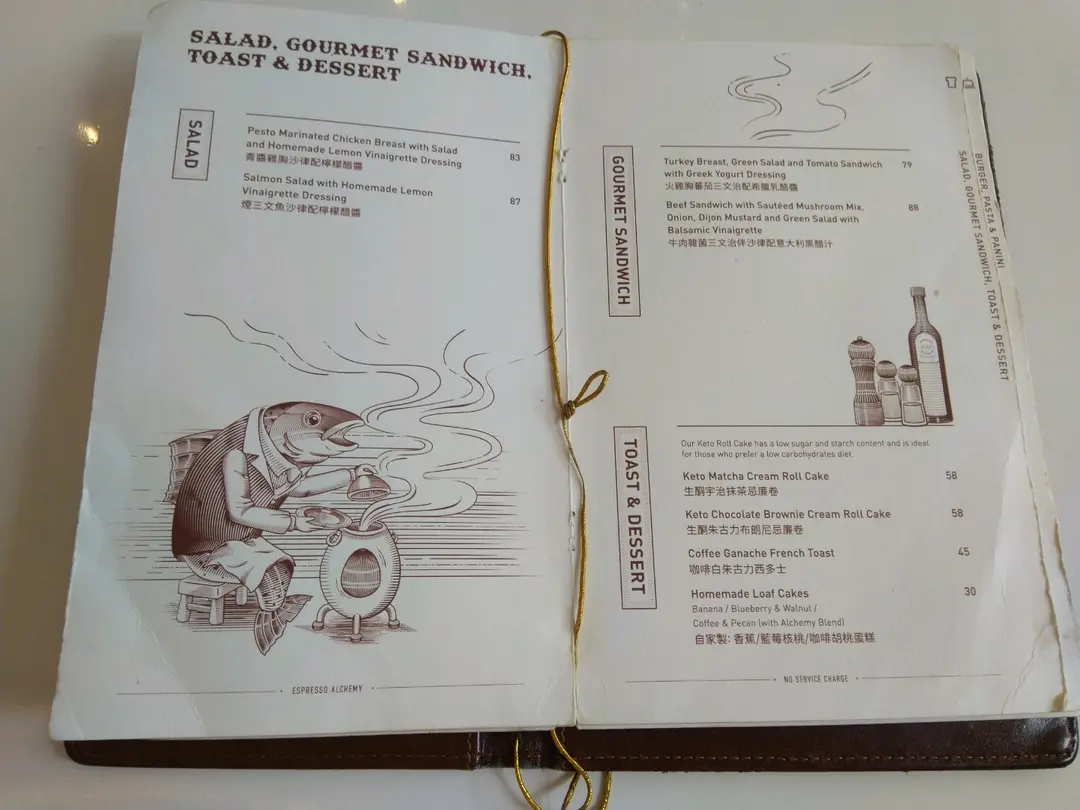 SALAD, GOURMET SANDWICH,
TOAST & DESSERT
SALAD
Pesto Marinated Chicken Breast with Salad
and Homemade Lemon Vinaigrette Dressing 83
青醬雞胸沙律配檸檬醋醬
Salmon Salad with Homemade Lemon
Vinaigrette Dressing 87
煙三文魚沙律配檸檬醋醬
ESPRESSO ALCHEMY
GOURMET SANDWICH
Turkey Breast, Green Salad and Tomato Sandwich 79
with Greek Yogurt Dressing
火雞胸蕃茄三文治配希臘乳酪醬
Beef Sandwich with Sautéed Mushroom Mix, 88
Onion, Dijon Mustard and Green Salad with
Balsamic Vinaigrette
牛肉雜菌三文治伴沙律配意大利黑醋汁
TOAST & DESSERT
Our Keto Roll Cake has a low sugar and starch content and is ideal
for those who prefer a low carbohydrates diet.
Keto Matcha Cream Roll Cake 58
生酮宇治抹茶忌廉卷
Keto Chocolate Brownie Cream Roll Cake 58
生酮朱古力布朗尼忌廉卷
Coffee Ganache French Toast 45
咖啡白朱古力西多士
Homemade Loaf Cakes 30
Banana / Blueberry & Walnut /
Coffee & Pecan (with Alchemy Blend)
自家製: 香蕉/藍莓核桃/咖啡胡桃蛋糕
NO SERVICE CHARGE
SALAD, GOURMET SANDWICH, TOAST & DESSERT
BURGER, PASTA & PANINI